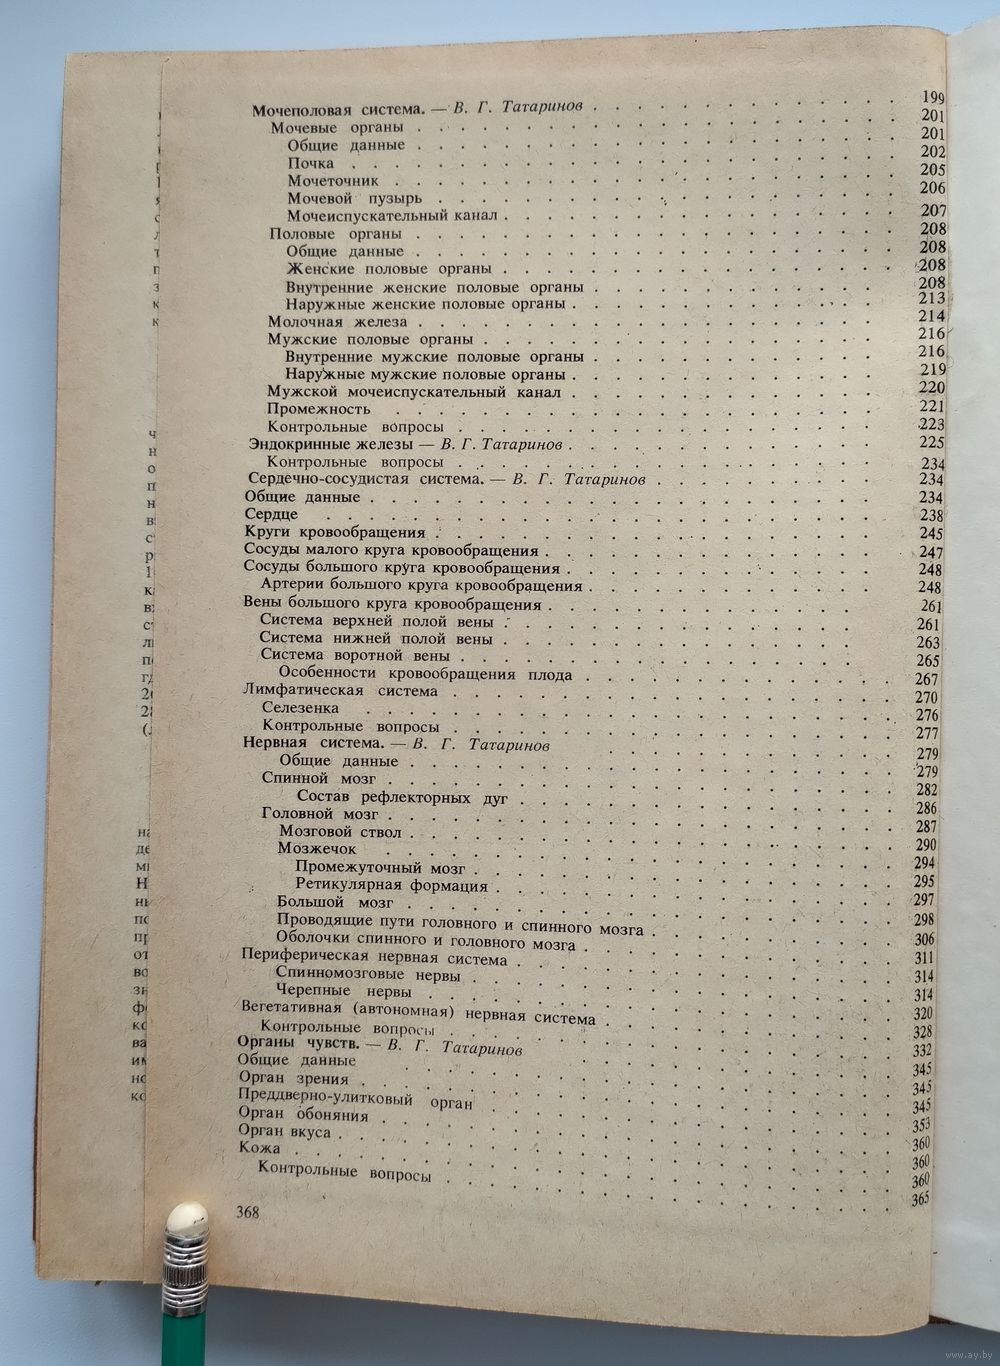 Мочеполовая система. — В. Г. Татаринов . . . 199
Мочевые органы . . . 201
Общие данные . . . 201
Почка . . . 202
Мочеточник . . . 205
Мочевой пузырь . . . 206
Мочеиспускательный канал . . . 207
Половые органы . . . 208
Общие данные . . . 208
Женские половые органы . . . 208
Внутренние женские половые органы . . . 208
Наружные женские половые органы . . . 213
Молочная железа . . . 214
Мужские половые органы . . . 216
Внутренние мужские половые органы . . . 216
Наружные мужские половые органы . . . 219
Мужской мочеиспускательный канал . . . 220
Промежность . . . 221
Контрольные вопросы . . . 223
Эндокринные железы — В. Г. Татаринов . . . 225
Контрольные вопросы . . . 234
Сердечно-сосудистая система. — В. Г. Татаринов . . . 234
Общие данные . . . 234
Сердце . . . 238
Круги кровообращения . . . 245
Сосуды малого круга кровообращения . . . 247
Сосуды большого круга кровообращения . . . 248
Артерии большого круга кровообращения . . . 248
Вены большого круга кровообращения . . . 261
Система верхней полой вены . . . 261
Система нижней полой вены . . . 263
Система воротной вены . . . 265
Особенности кровообращения плода . . . 267
Лимфатическая система . . . 270
Селезенка . . . 276
Контрольные вопросы . . . 277
Нервная система. — В. Г. Татаринов . . . 279
Общие данные . . . 279
Спинной мозг . . . 282
Состав рефлекторных дуг . . . 286
Головной мозг . . . 287
Мозговой ствол . . . 290
Мозжечок . . . 294
Промежуточный мозг . . . 295
Ретикулярная формация . . . 297
Большой мозг . . . 298
Проводящие пути головного и спинного мозга . . . 306
Оболочки спинного и головного мозга . . . 311
Периферическая нервная система . . . 314
Спинномозговые нервы . . . 314
Черепные нервы . . . 320
Вегетативная (автономная) нервная система . . . 328
Контрольные вопросы . . . 332
Органы чувств. — В. Г. Татаринов . . . 345
Общие данные . . . 345
Орган зрения . . . 345
Преддверно-улитковый орган . . . 353
Орган обоняния . . . 360
Орган вкуса . . . 360
Кожа . . . 360
Контрольные вопросы . . . 365
368
www.ay.by